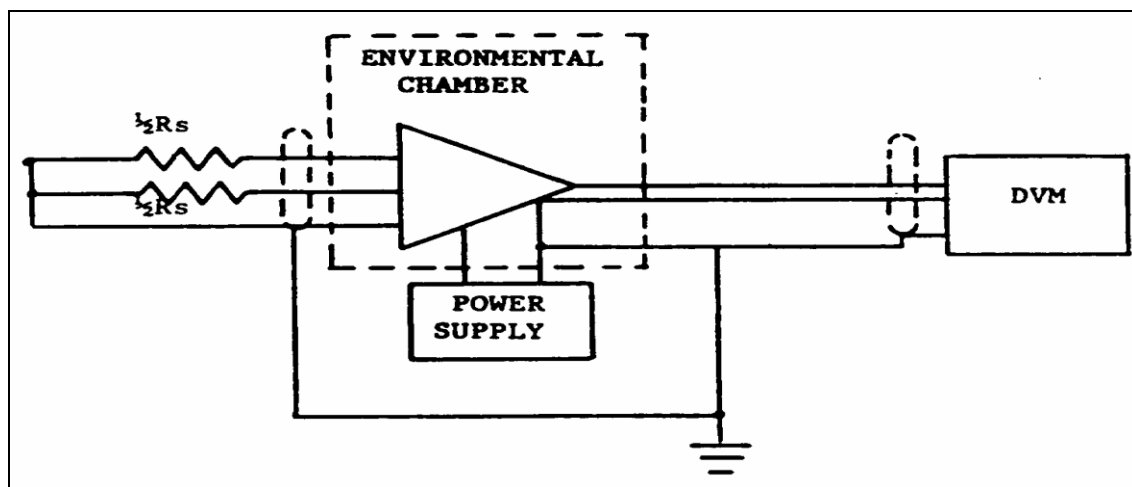 ENVIRONMENTAL
CHAMBER
½Rs
½Rs
DVM
POWER
SUPPLY